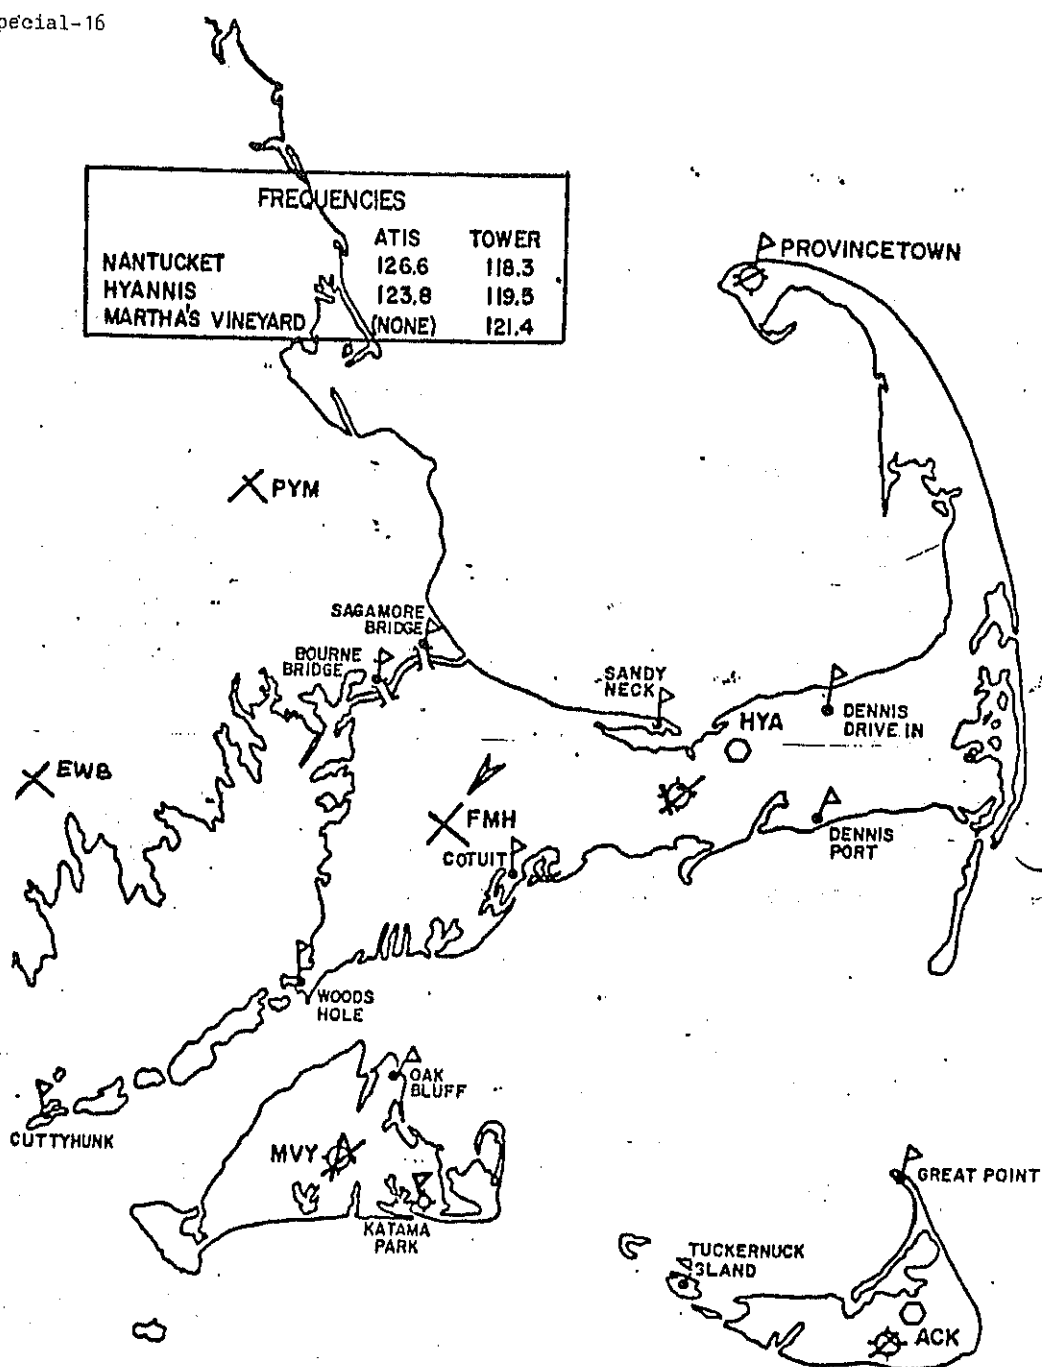 pecial-16
FREQUENCIES
ATIS TOWER
NANTUCKET 126.6 118.3
HYANNIS 123.8 119.5
MARTHA'S VINEYARD (NONE) 121.4
PROVINCETOWN
PYM
SAGAMORE
BRIDGE
BOURNE
BRIDGE
SANDY
NECK
HYA
DENNIS
DRIVE IN
EWB
FMH
COTUIT
DENNIS
PORT
WOODS
HOLE
OAK
BLUFF
CUTTYHUNK
MVY
GREAT POINT
KATAMA
PARK
TUCKERNUCK
ISLAND
ACK